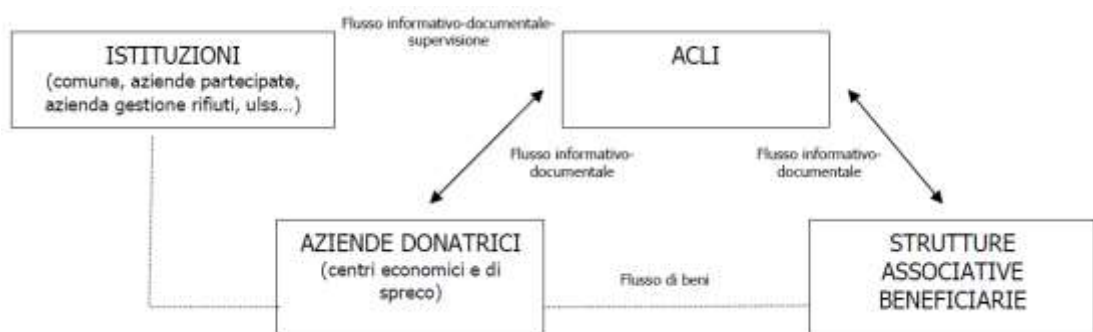 Flusso informativo-documentale-
supervisione
ISTITUZIONI
(comune, aziende partecipate,
azienda gestione rifiuti, ulss...)
ACLI
Flusso informativo-
documentale
Flusso informativo-
documentale
AZIENDE DONATRICI
(centri economici e di
spreco)
Flusso di beni
STRUTTURE
ASSOCIATIVE
BENEFICIARIE